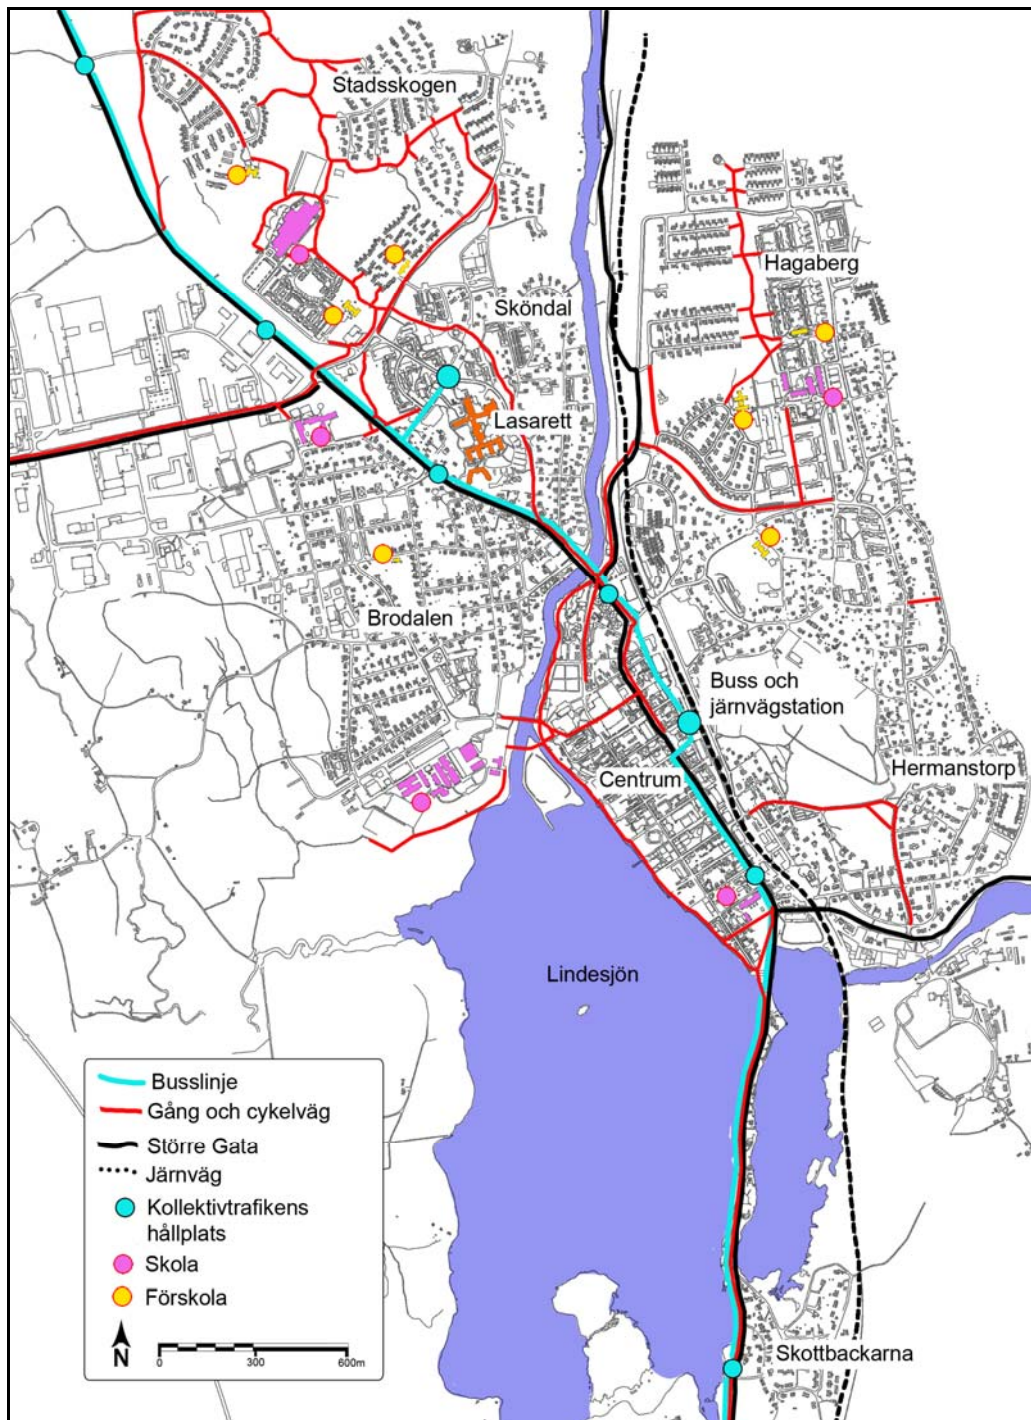 Stadsskogen
Hagaberg
Sköndal
Lasarett
Brodalen
Buss och
järnvägstation
Hermanstorp
Centrum
Lindesjön
Skottbackarna
Busslinje
Gång och cykelväg
Större Gata
Järnväg
Kollektivtrafikens
hållplats
Skola
Förskola
N
0 300 600m